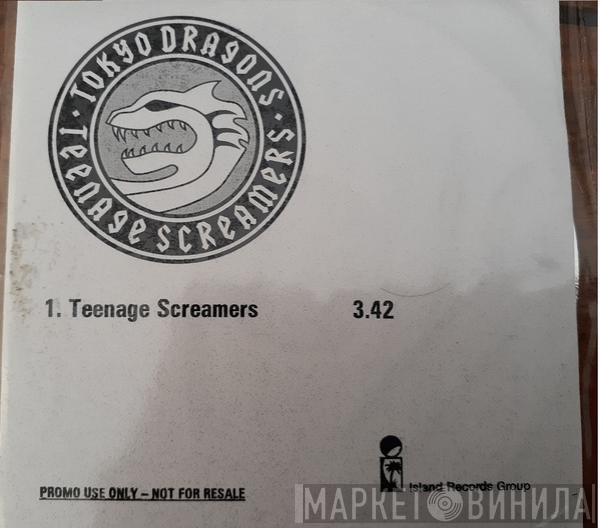 TOKYO DRAGONS
TEENAGE SCREAMERS
1. Teenage Screamers 3.42
PROMO USE ONLY – NOT FOR RESALE
Island Records Group
МАРКЕТ ВИНИЛА